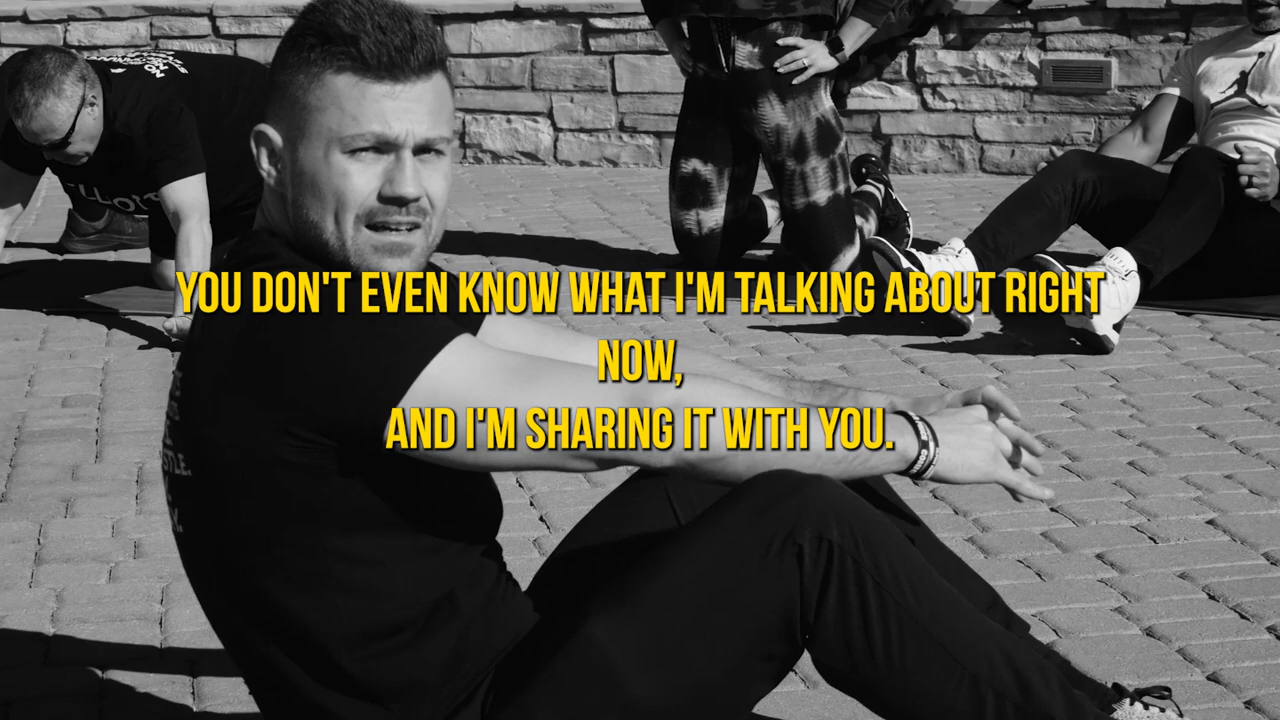 YOU DON'T EVEN KNOW WHAT I'M TALKING ABOUT RIGHT
NOW,
AND I'M SHARING IT WITH YOU.